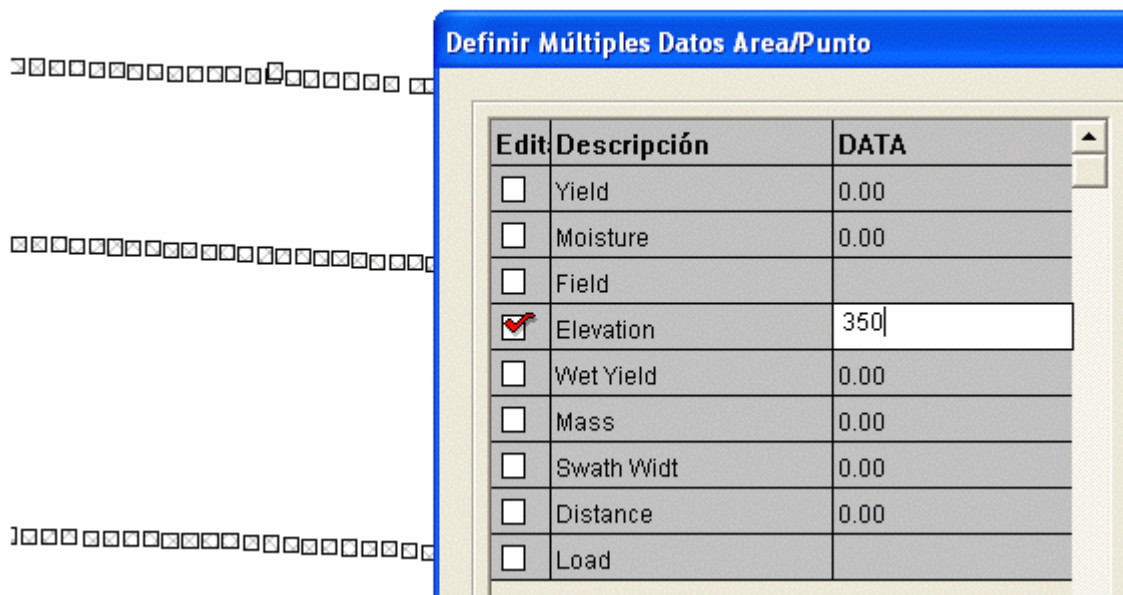 Definir Múltiples Datos Area/Punto
Edit Descripción DATA
Yield 0.00
Moisture 0.00
Field
Elevation 350
Wet Yield 0.00
Mass 0.00
Swath Widt 0.00
Distance 0.00
Load